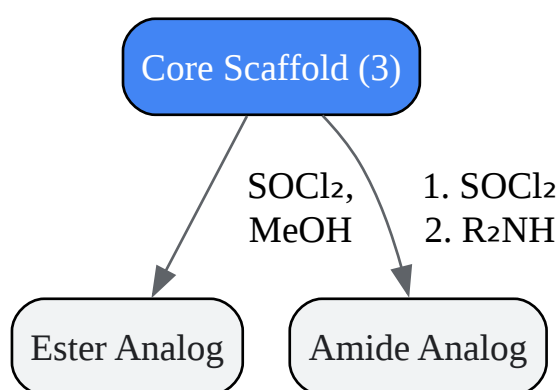 Core Scaffold (3)
SOCl₂,
MeOH
1. SOCl₂
2. R₂NH
Ester Analog
Amide Analog